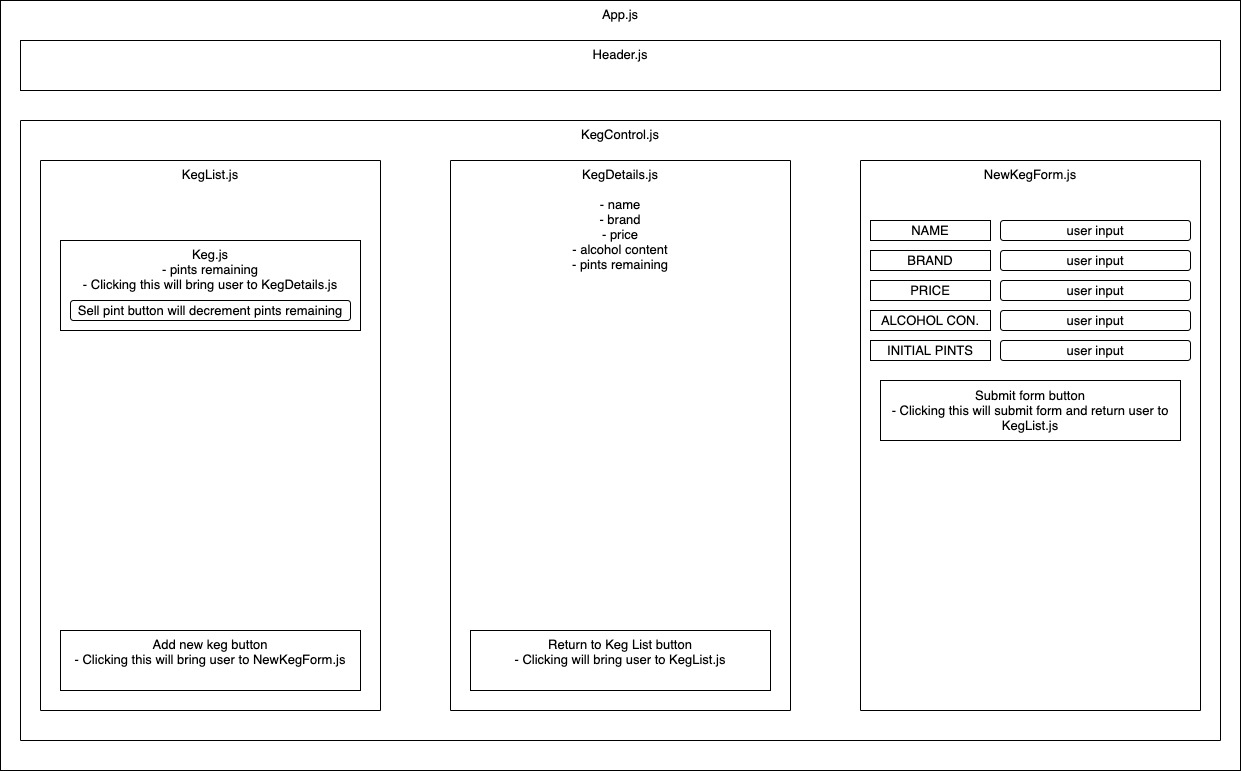 App.js
Header.js
KegControl.js
KegList.js
Keg.js
- pints remaining
- Clicking this will bring user to KegDetails.js
Sell pint button will decrement pints remaining
Add new keg button
- Clicking this will bring user to NewKegForm.js
KegDetails.js
- name
- brand
- price
- alcohol content
- pints remaining
Return to Keg List button
- Clicking will bring user to KegList.js
NewKegForm.js
NAME
user input
BRAND
user input
PRICE
user input
ALCOHOL CON.
user input
INITIAL PINTS
user input
Submit form button
- Clicking this will submit form and return user to
KegList.js